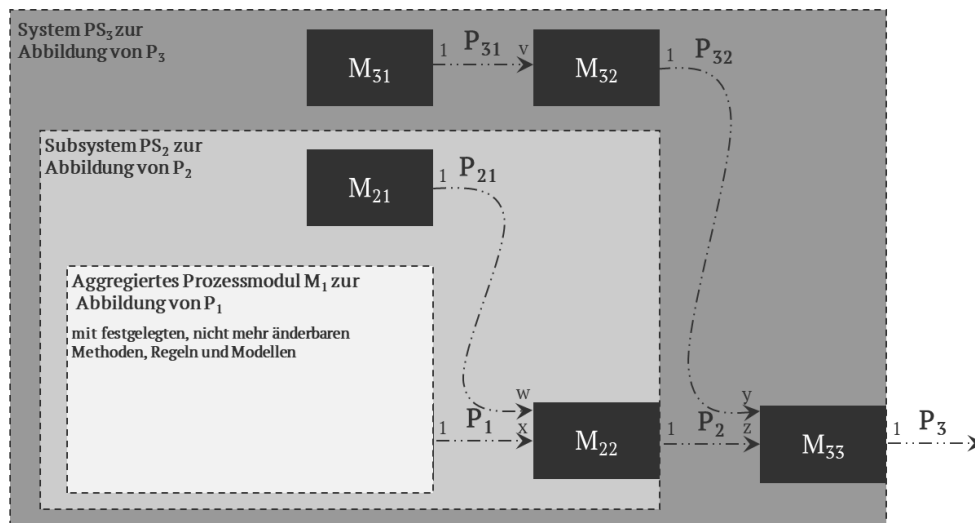 System PS₃ zur
Abbildung von P₃
M₃₁
1
P₃₁
v
M₃₂
1
P₃₂
Subsystem PS₂ zur
Abbildung von P₂
M₂₁
1
P₂₁
Aggregiertes Prozessmodul M₁ zur
Abbildung von P₁
mit festgelegten, nicht mehr änderbaren
Methoden, Regeln und Modellen
1
P₁
w
x
M₂₂
1
P₂
y
z
M₃₃
1
P₃